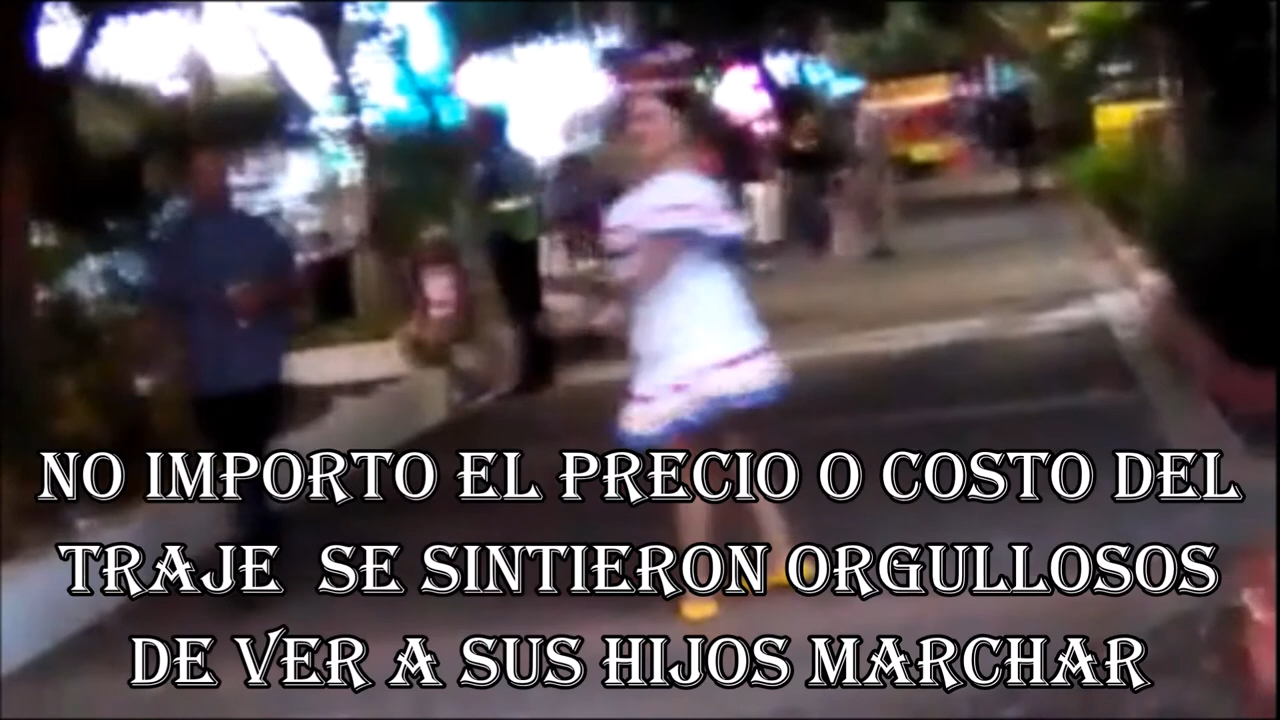 NO IMPORTO EL PRECIO O COSTO DEL
TRAJE SE SINTIERON ORGULLOSOS
DE VER A SUS HIJOS MARCHAR